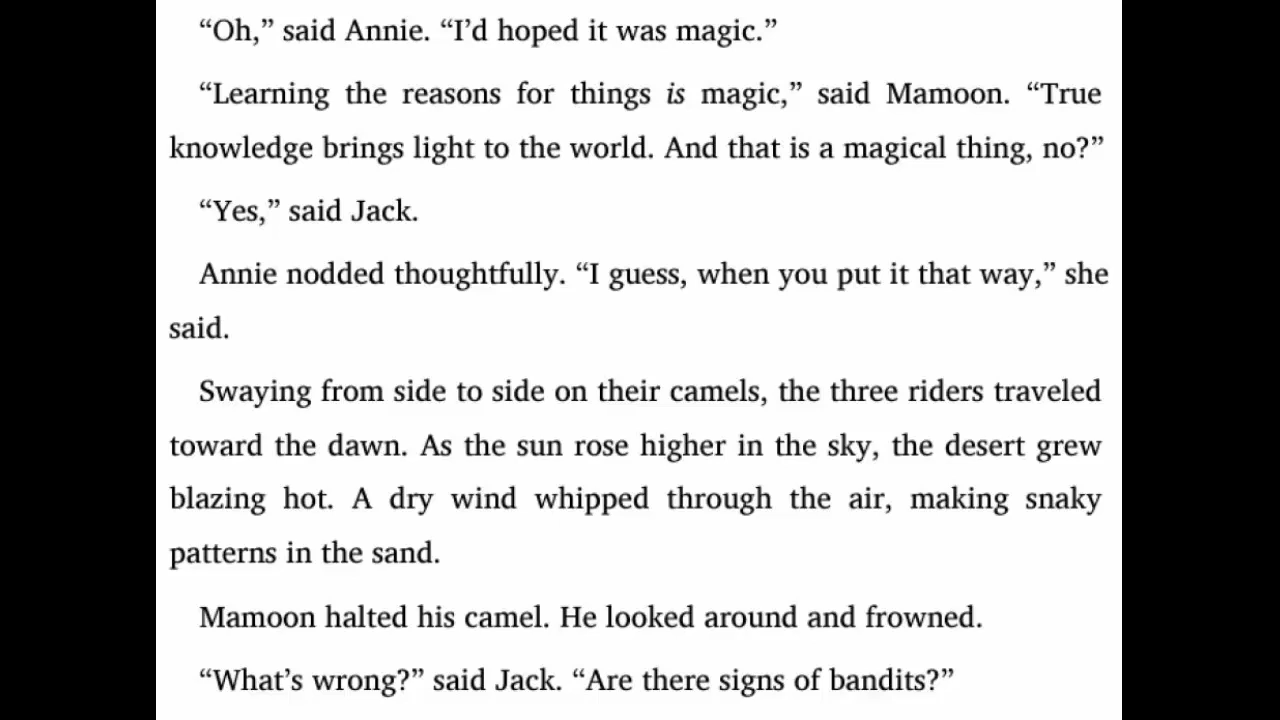 “Oh,” said Annie. “I’d hoped it was magic.”
“Learning the reasons for things is magic,” said Mamoon. “True
knowledge brings light to the world. And that is a magical thing, no?”
“Yes,” said Jack.
Annie nodded thoughtfully. “I guess, when you put it that way,” she
said.
Swaying from side to side on their camels, the three riders traveled
toward the dawn. As the sun rose higher in the sky, the desert grew
blazing hot. A dry wind whipped through the air, making snaky
patterns in the sand.
Mamoon halted his camel. He looked around and frowned.
“What’s wrong?” said Jack. “Are there signs of bandits?”